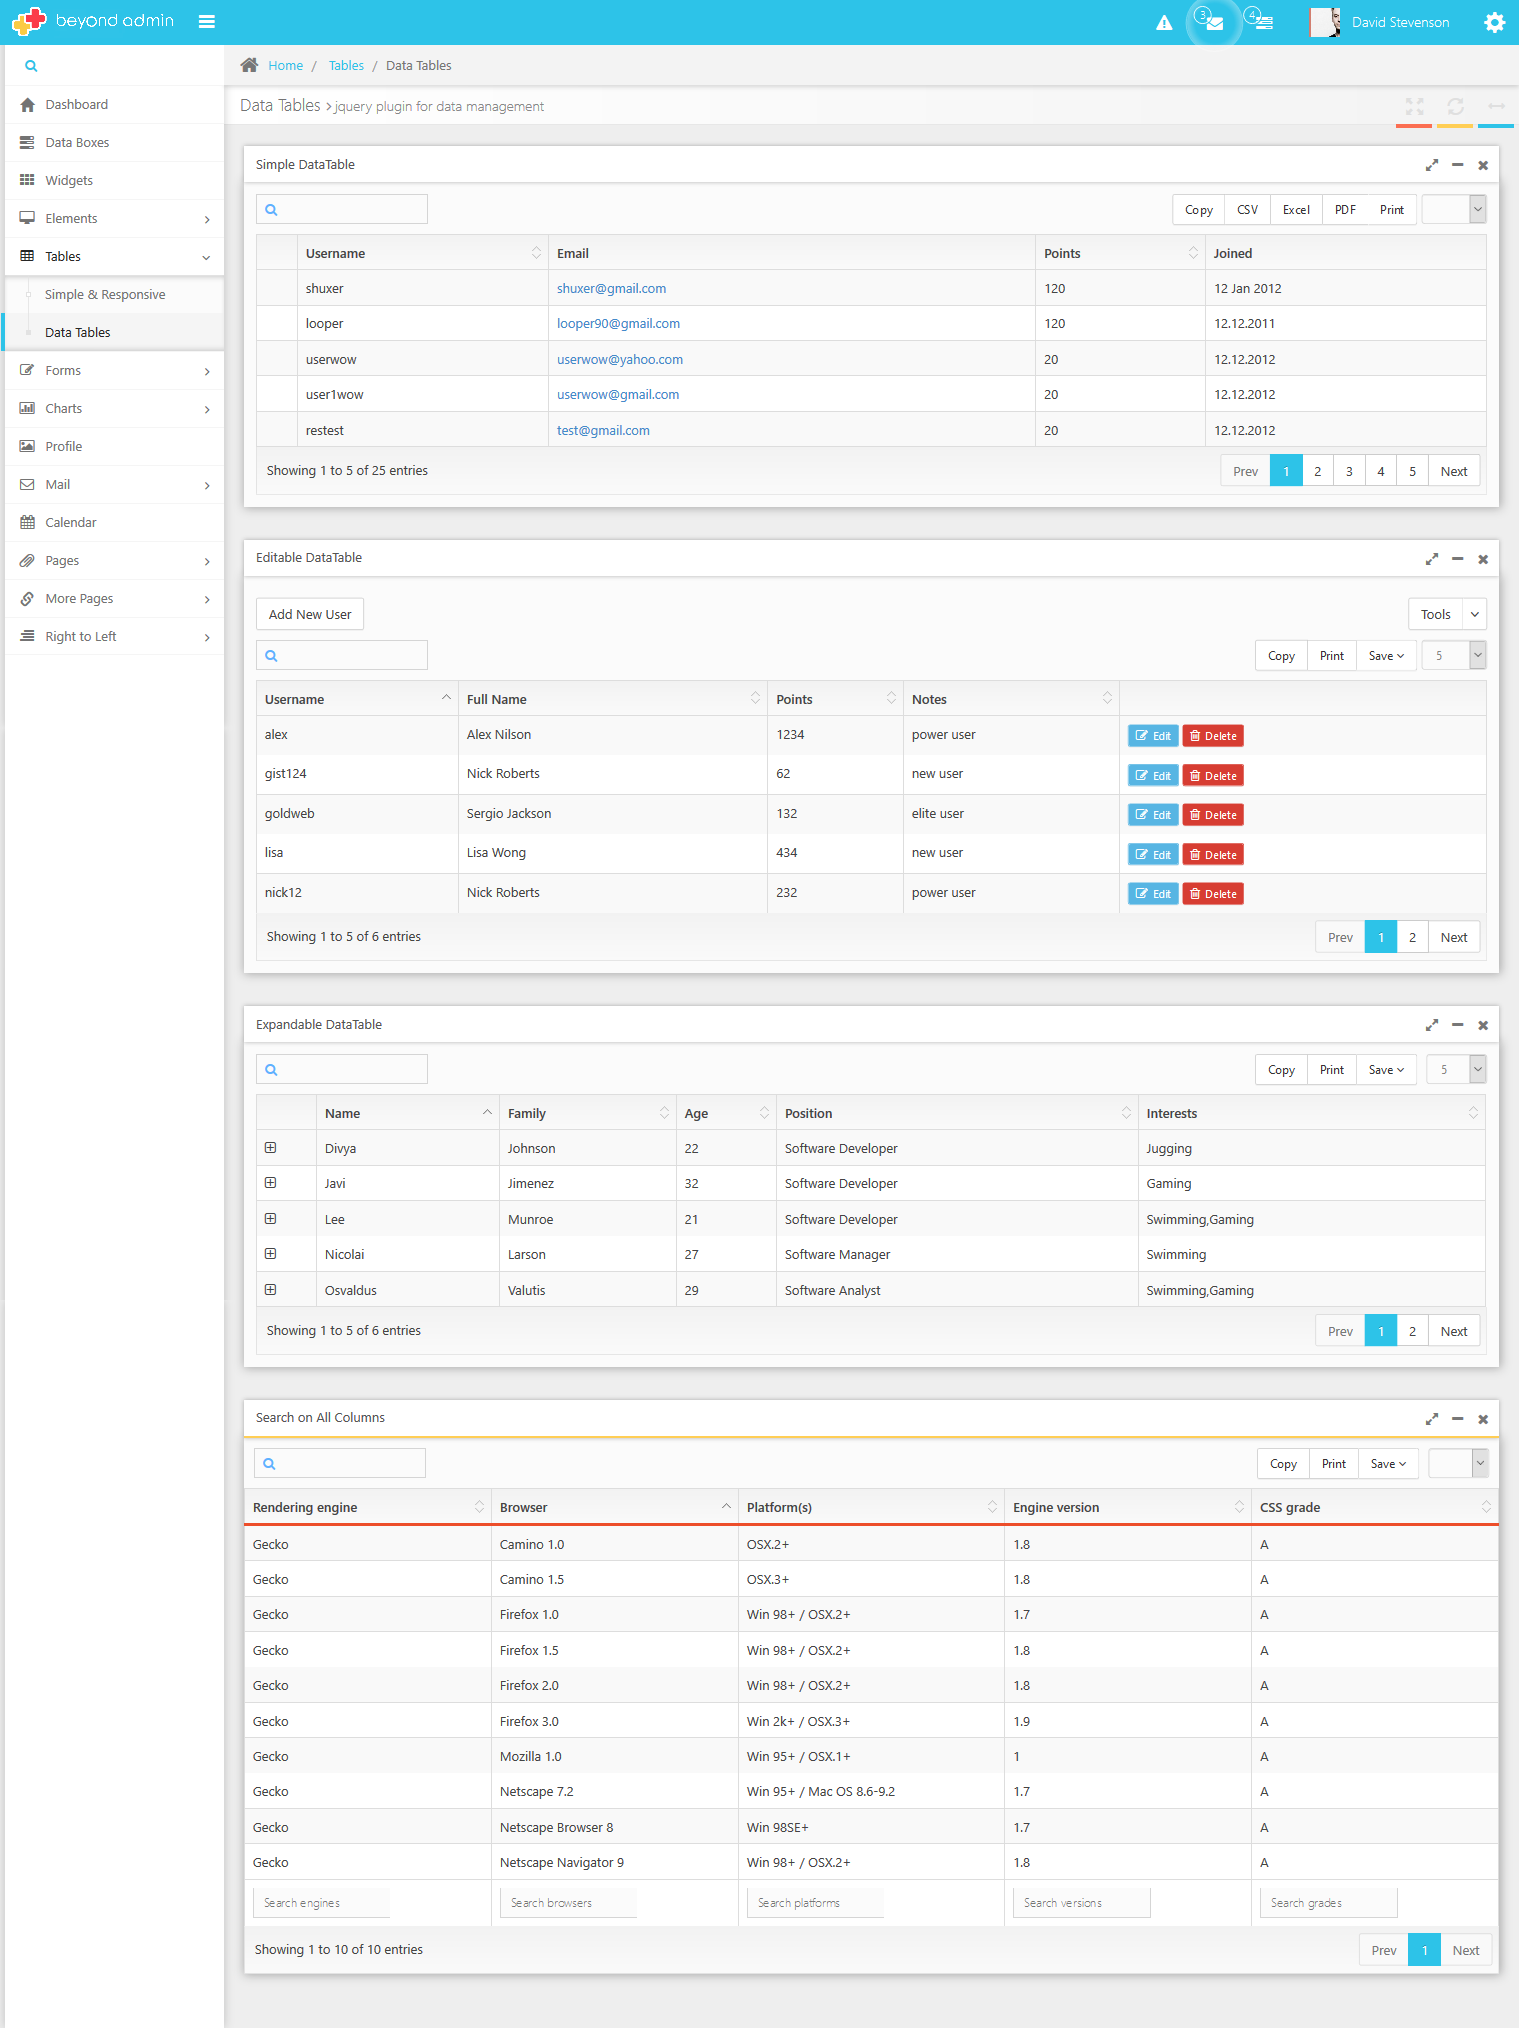 beyond admin
3
4
David Stevenson
Home / Tables / Data Tables
Data Tables > jquery plugin for data management
Dashboard
Data Boxes
Widgets
Elements
Tables
Simple & Responsive
Data Tables
Forms
Charts
Profile
Mail
Calendar
Pages
More Pages
Right to Left
Simple DataTable
Copy CSV Excel PDF Print
Username Email Points Joined
shuxer shuxer@gmail.com 120 12 Jan 2012
looper looper90@gmail.com 120 12.12.2011
userwow userwow@yahoo.com 20 12.12.2012
user1wow userwow@gmail.com 20 12.12.2012
restest test@gmail.com 20 12.12.2012
Showing 1 to 5 of 25 entries Prev 1 2 3 4 5 Next
Editable DataTable
Add New User Tools
Copy Print Save 5
Username Full Name Points Notes
alex Alex Nilson 1234 power user Edit Delete
gist124 Nick Roberts 62 new user Edit Delete
goldweb Sergio Jackson 132 elite user Edit Delete
lisa Lisa Wong 434 new user Edit Delete
nick12 Nick Roberts 232 power user Edit Delete
Showing 1 to 5 of 6 entries Prev 1 2 Next
Expandable DataTable
Copy Print Save 5
Name Family Age Position Interests
Divya Johnson 22 Software Developer Jugging
Javi Jimenez 32 Software Developer Gaming
Lee Munroe 21 Software Developer Swimming,Gaming
Nicolai Larson 27 Software Manager Swimming
Osvaldus Valutis 29 Software Analyst Swimming,Gaming
Showing 1 to 5 of 6 entries Prev 1 2 Next
Search on All Columns
Copy Print Save
Rendering engine Browser Platform(s) Engine version CSS grade
Gecko Camino 1.0 OSX.2+ 1.8 A
Gecko Camino 1.5 OSX.3+ 1.8 A
Gecko Firefox 1.0 Win 98+ / OSX.2+ 1.7 A
Gecko Firefox 1.5 Win 98+ / OSX.2+ 1.8 A
Gecko Firefox 2.0 Win 98+ / OSX.2+ 1.8 A
Gecko Firefox 3.0 Win 2k+ / OSX.3+ 1.9 A
Gecko Mozilla 1.0 Win 95+ / OSX.1+ 1 A
Gecko Netscape 7.2 Win 95+ / Mac OS 8.6-9.2 1.7 A
Gecko Netscape Browser 8 Win 98SE+ 1.7 A
Gecko Netscape Navigator 9 Win 98+ / OSX.2+ 1.8 A
Search engines Search browsers Search platforms Search versions Search grades
Showing 1 to 10 of 10 entries Prev 1 Next